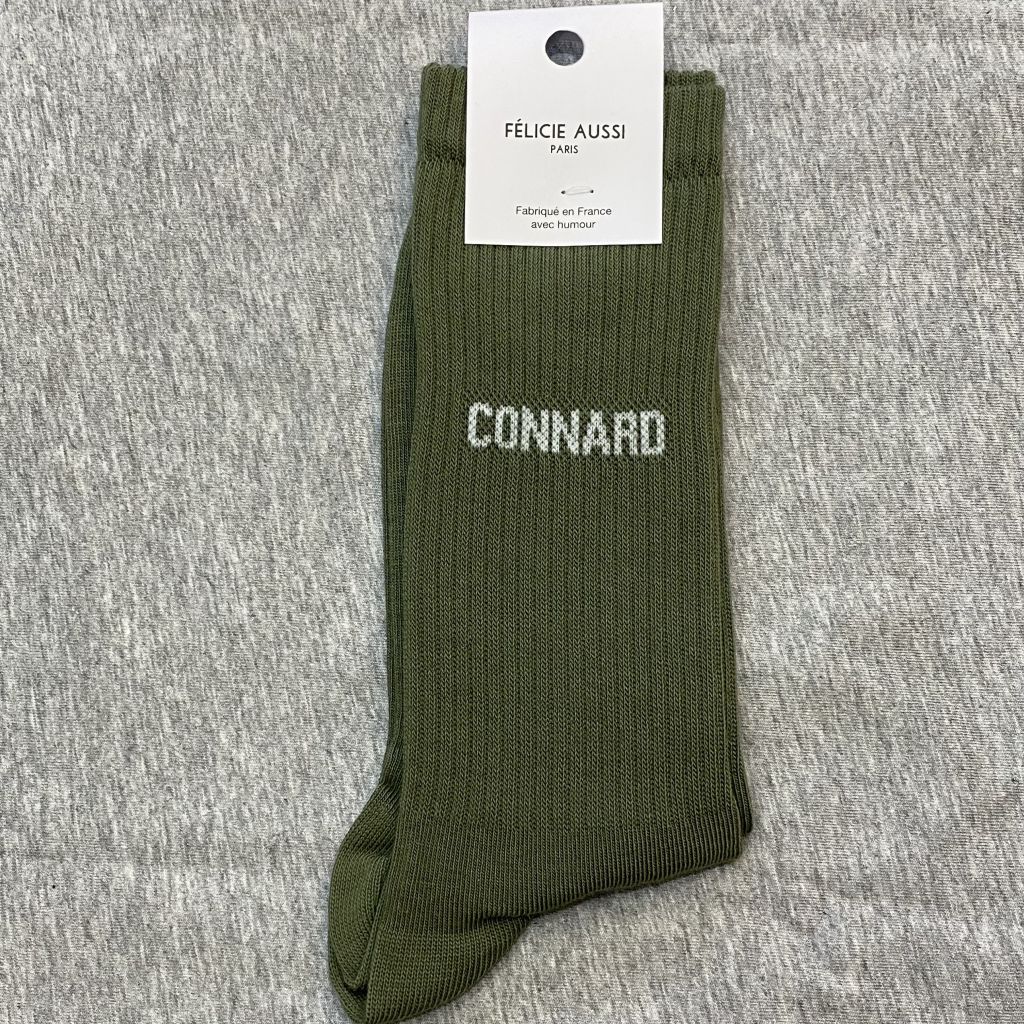 FÉLICIE AUSSI
PARIS
Fabriqué en France
avec humour
CONNARD